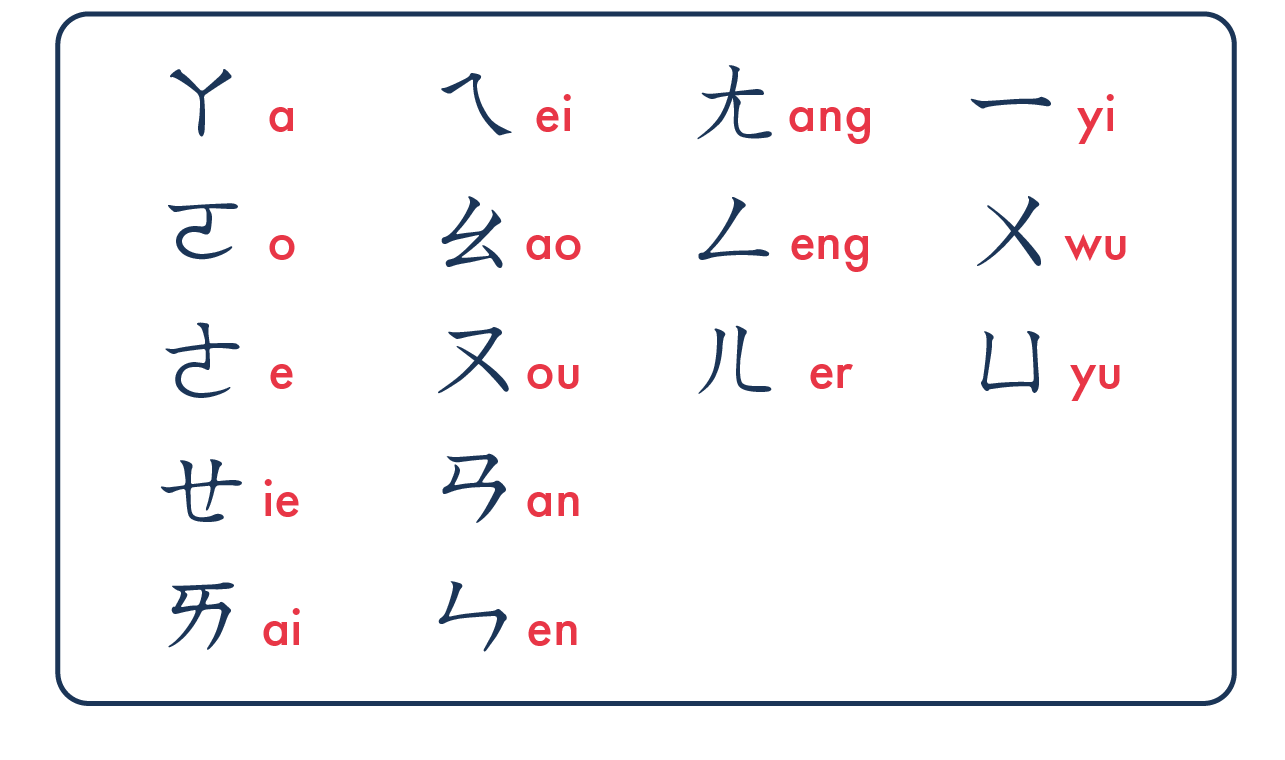 ㄚ a ㄟ ei ㄤ ang ㄧ yi
ㄛ o ㄠ ao ㄥ eng ㄨ wu
ㄜ e ㄡ ou ㄦ er ㄩ yu
ㄝ ie ㄢ an
ㄞ ai ㄣ en